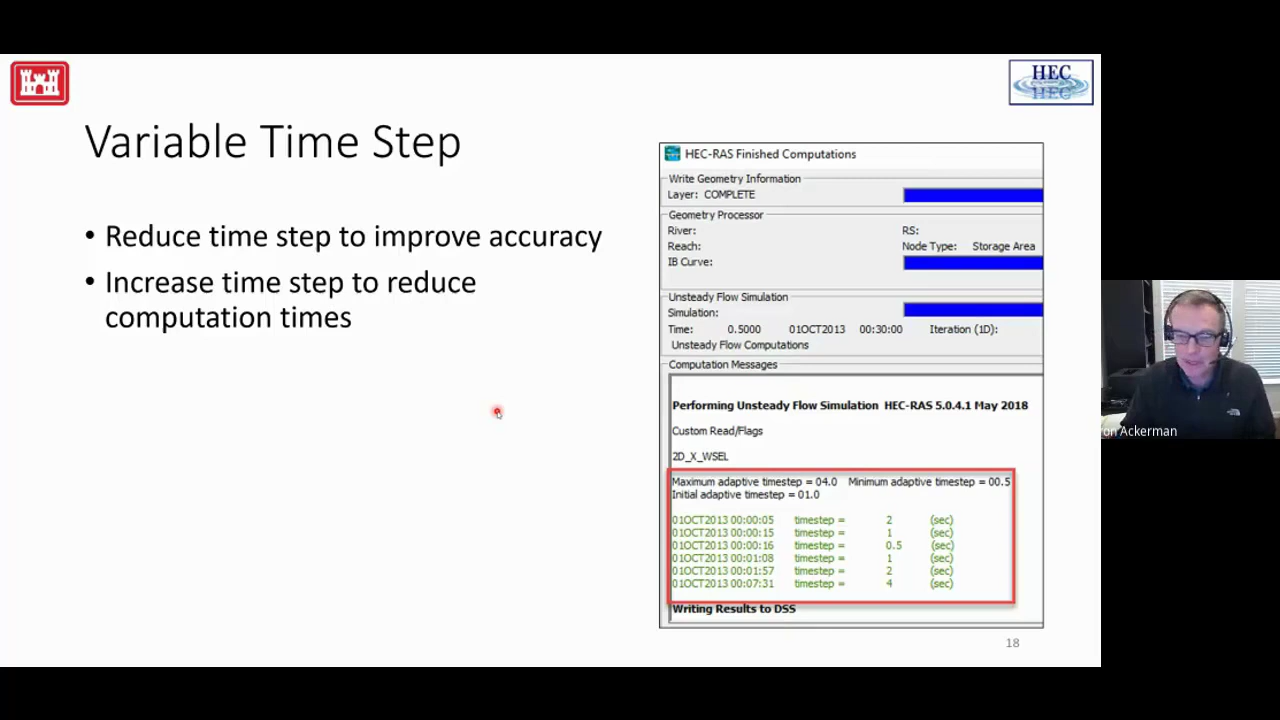 HEC
HEC
Variable Time Step
• Reduce time step to improve accuracy
• Increase time step to reduce
computation times
HEC-RAS Finished Computations
Write Geometry Information
Layer: COMPLETE
Geometry Processor
River: RS:
Reach: Node Type: Storage Area
IB Curve:
Unsteady Flow Simulation
Simulation:
Time: 0.5000 01OCT2013 00:30:00 Iteration (1D):
Unsteady Flow Computations
Computation Messages
Performing Unsteady Flow Simulation HEC-RAS 5.0.4.1 May 2018
Custom Read/Flags
2D_X_WSEL
Maximum adaptive timestep = 04.0 Minimum adaptive timestep = 00.5
Initial adaptive timestep = 01.0
01OCT2013 00:00:05 timestep = 2 (sec)
01OCT2013 00:00:15 timestep = 1 (sec)
01OCT2013 00:00:16 timestep = 0.5 (sec)
01OCT2013 00:01:08 timestep = 1 (sec)
01OCT2013 00:01:57 timestep = 2 (sec)
01OCT2013 00:07:31 timestep = 4 (sec)
Writing Results to DSS
18
on Ackerman